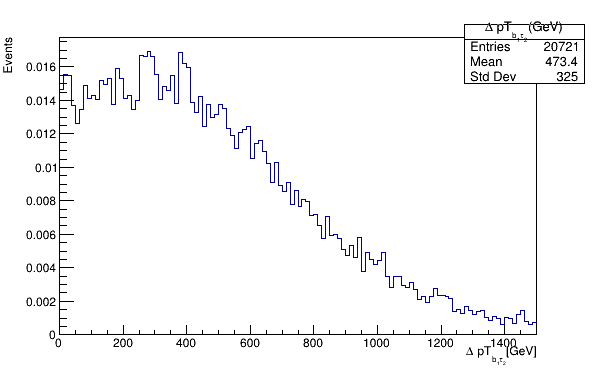 Δ pT b₁τ₂ (GeV)
Entries 20721
Mean 473.4
Std Dev 325
Events
0.016
0.014
0.012
0.01
0.008
0.006
0.004
0.002
0
0 200 400 600 800 1000 1200 1400
Δ pT b₁τ₂ [GeV]